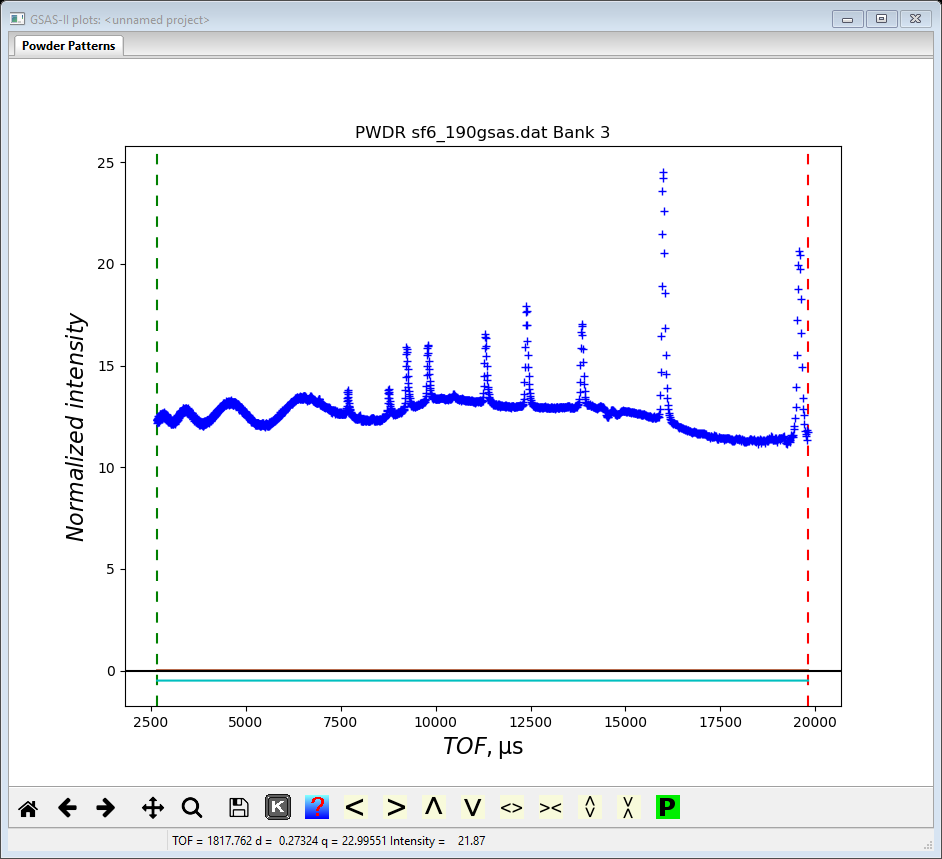 GSAS-II plots: <unnamed project>
Powder Patterns
PWDR sf6_190gsas.dat Bank 3
25
20
15
10
5
0
Normalized intensity
2500 5000 7500 10000 12500 15000 17500 20000
TOF, μs
K ? < > Λ V <> >< P
TOF = 1817.762 d = 0.27324 q = 22.99551 Intensity = 21.87